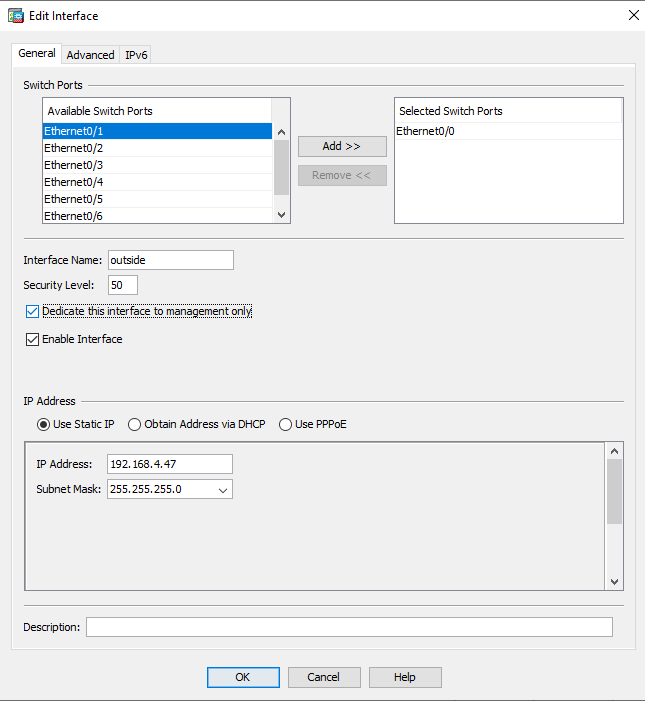 Edit Interface
General Advanced IPv6
Switch Ports
Available Switch Ports
Ethernet0/1
Ethernet0/2
Ethernet0/3
Ethernet0/4
Ethernet0/5
Ethernet0/6
Add >>
Remove <<
Selected Switch Ports
Ethernet0/0
Interface Name: outside
Security Level: 50
Dedicate this interface to management only
Enable Interface
IP Address
Use Static IP Obtain Address via DHCP Use PPPoE
IP Address: 192.168.4.47
Subnet Mask: 255.255.255.0
Description:
OK Cancel Help